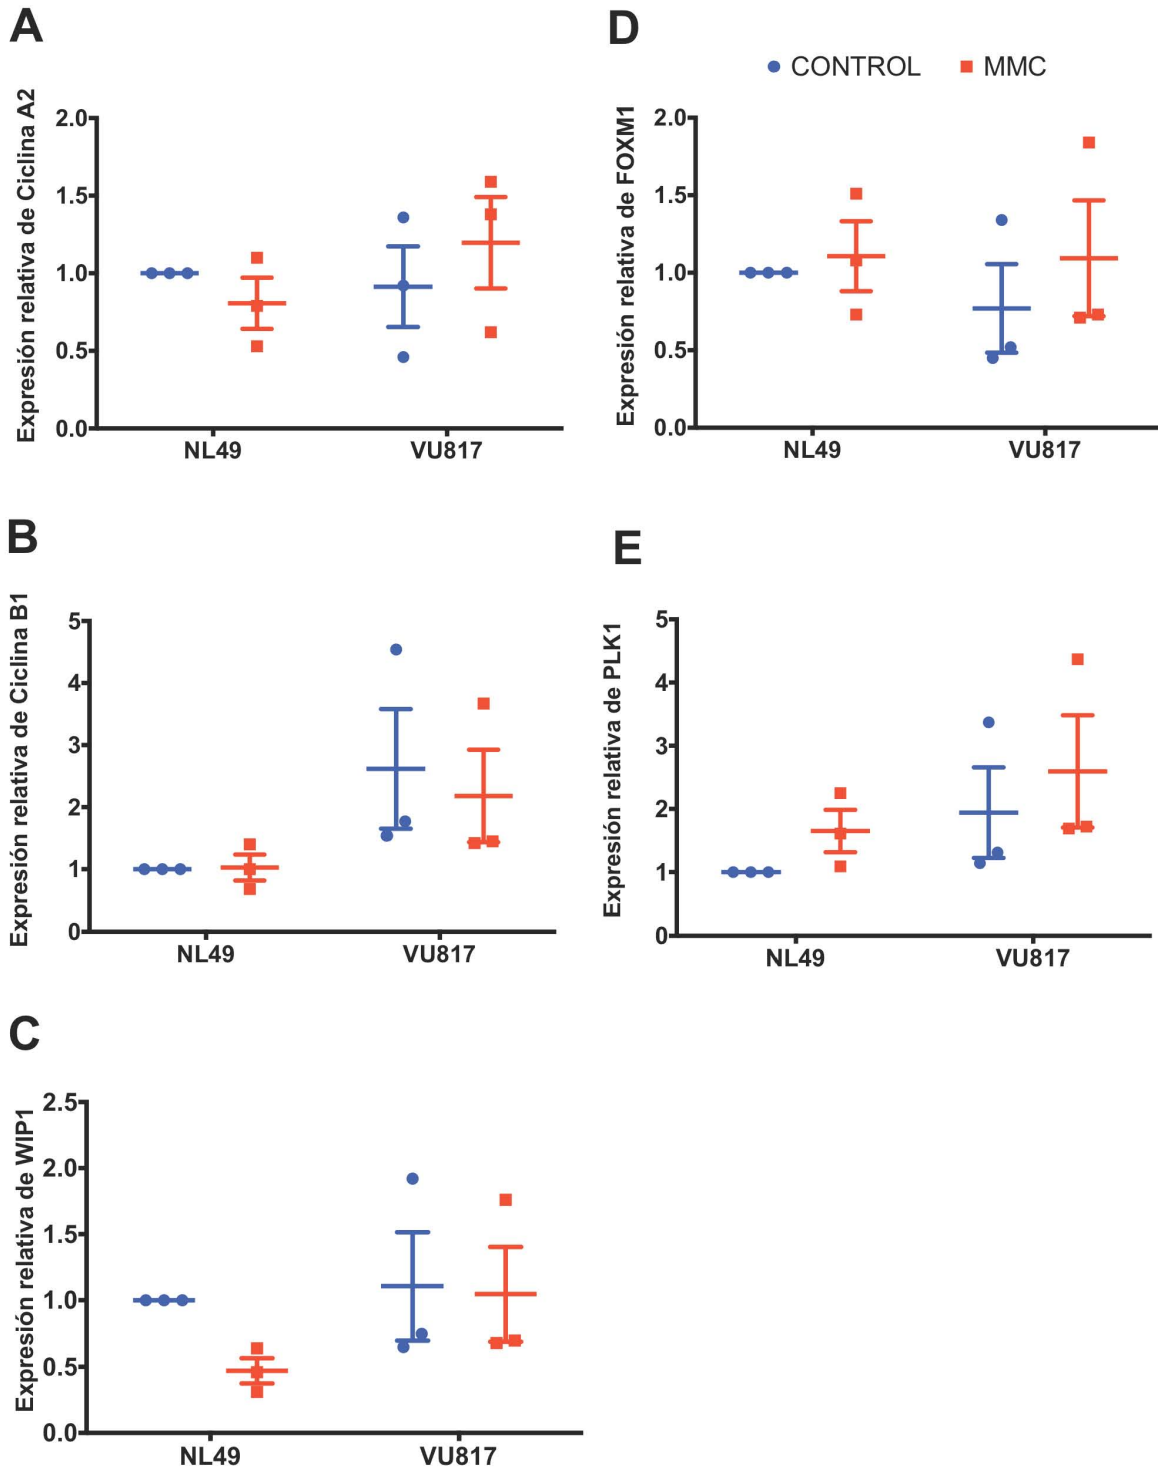 A
Expresión relativa de Ciclina A2
2.0
1.5
1.0
0.5
0.0
NL49 VU817
D
CONTROL MMC
Expresión relativa de FOXM1
2.0
1.5
1.0
0.5
0.0
NL49 VU817
B
Expresión relativa de Ciclina B1
5
4
3
2
1
0
NL49 VU817
E
Expresión relativa de PLK1
5
4
3
2
1
0
NL49 VU817
C
Expresión relativa de WIP1
2.5
2.0
1.5
1.0
0.5
0.0
NL49 VU817